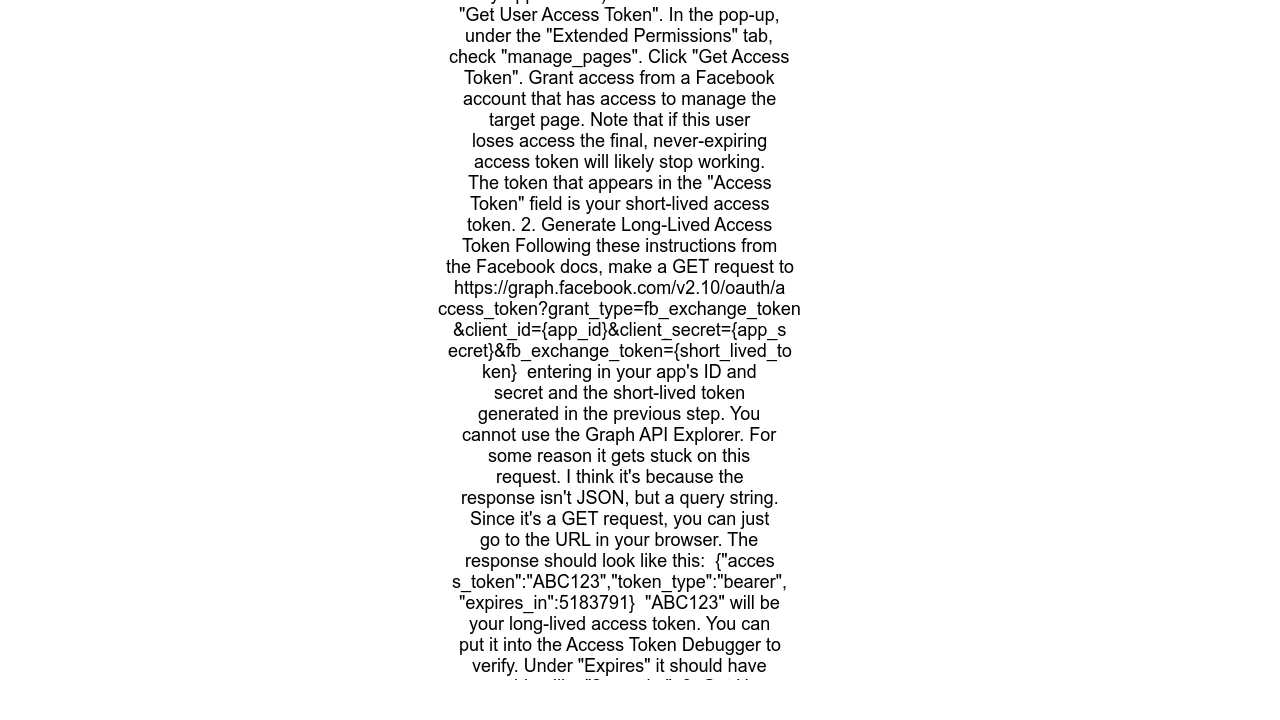 "Get User Access Token". In the pop-up,
under the "Extended Permissions" tab,
check "manage_pages". Click "Get Access
Token". Grant access from a Facebook
account that has access to manage the
target page. Note that if this user
loses access the final, never-expiring
access token will likely stop working.
The token that appears in the "Access
Token" field is your short-lived access
token. 2. Generate Long-Lived Access
Token Following these instructions from
the Facebook docs, make a GET request to
https://graph.facebook.com/v2.10/oauth/a
ccess_token?grant_type=fb_exchange_token
&client_id={app_id}&client_secret={app_s
ecret}&fb_exchange_token={short_lived_to
ken}  entering in your app's ID and
secret and the short-lived token
generated in the previous step. You
cannot use the Graph API Explorer. For
some reason it gets stuck on this
request. I think it's because the
response isn't JSON, but a query string.
Since it's a GET request, you can just
go to the URL in your browser. The
response should look like this:  {"acces
s_token":"ABC123","token_type":"bearer",
"expires_in":5183791}  "ABC123" will be
your long-lived access token. You can
put it into the Access Token Debugger to
verify. Under "Expires" it should have